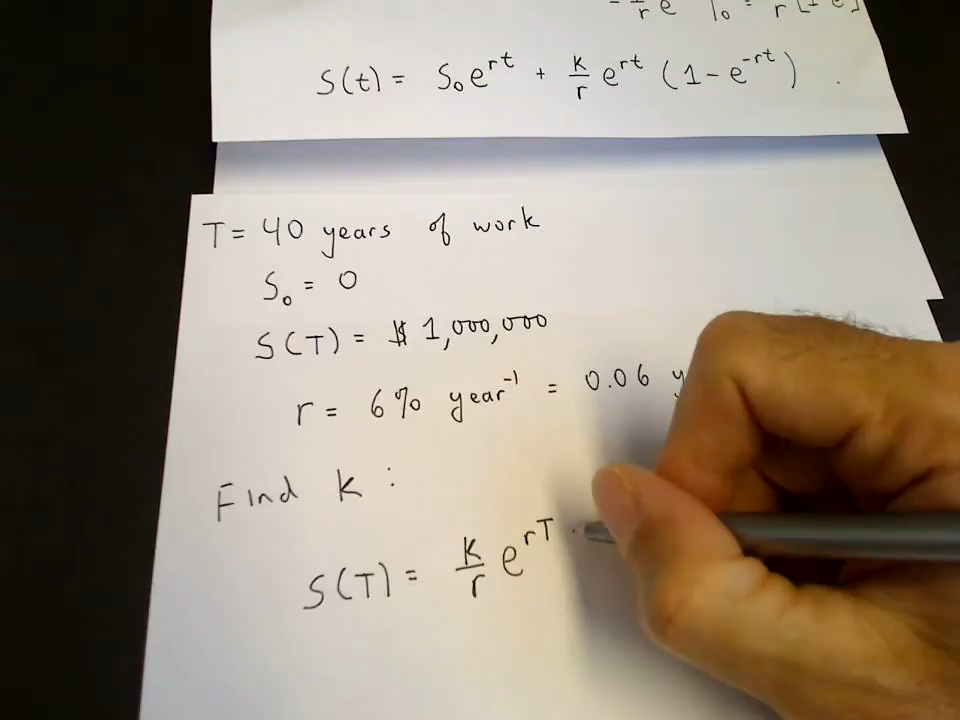 S(t) = S₀e^{rt} + k/r e^{rt} (1 - e^{-rt})
T = 40 years of work
S₀ = 0
S(T) = $ 1,000,000
r = 6% year⁻¹ = 0.06 y
Find k :
S(T) = k/r e^{rT}